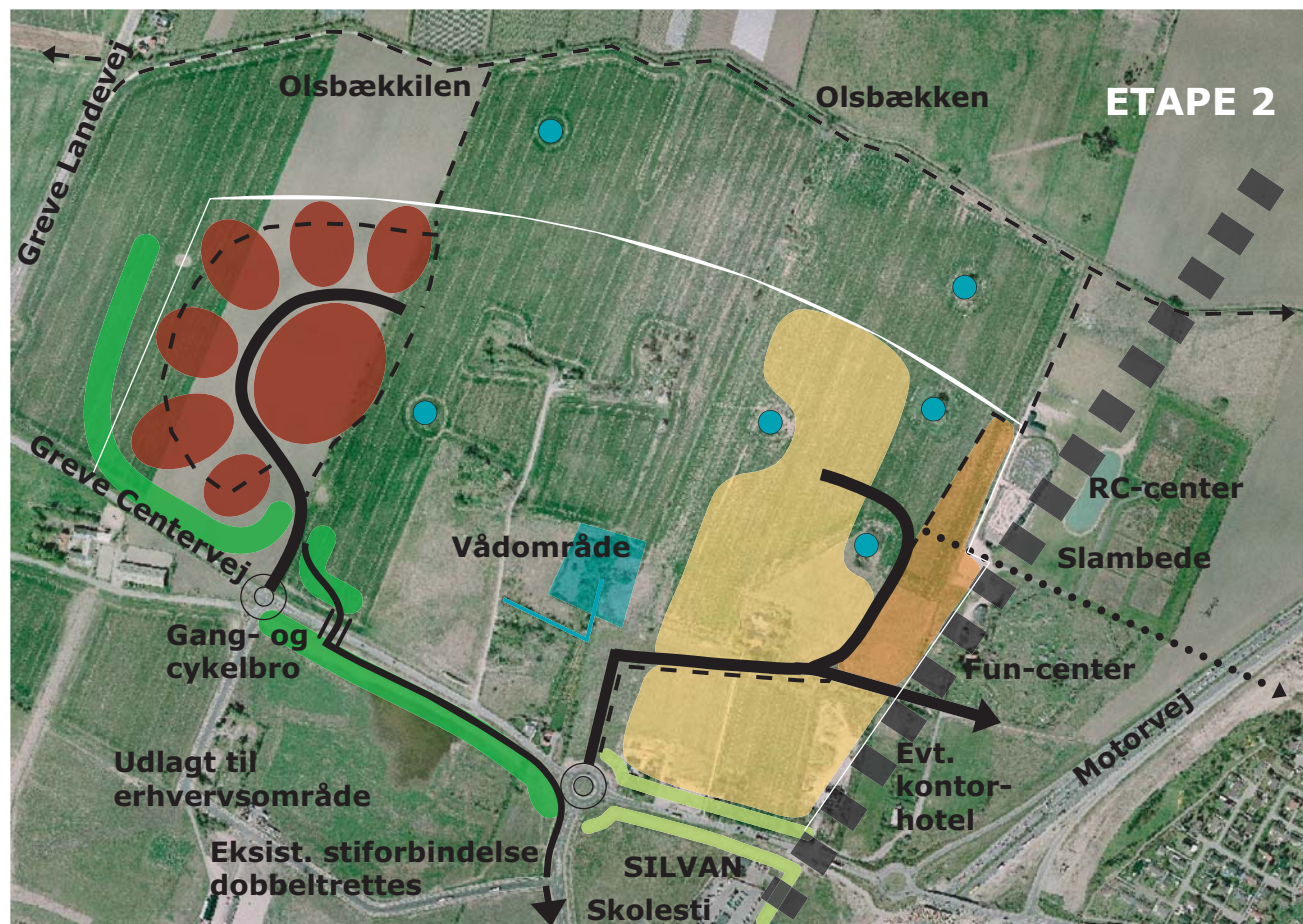 Greve Landevej
Olsbækkilen
Olsbækken
ETAPE 2
Greve Centervej
RC-center
Vådområde
Slambede
Gang- og
cykelbro
Fun-center
Motorvej
Udlagt til
erhvervsområde
Evt.
kontor-
hotel
Eksist. stiforbindelse
dobbeltrettes
SILVAN
Skolesti